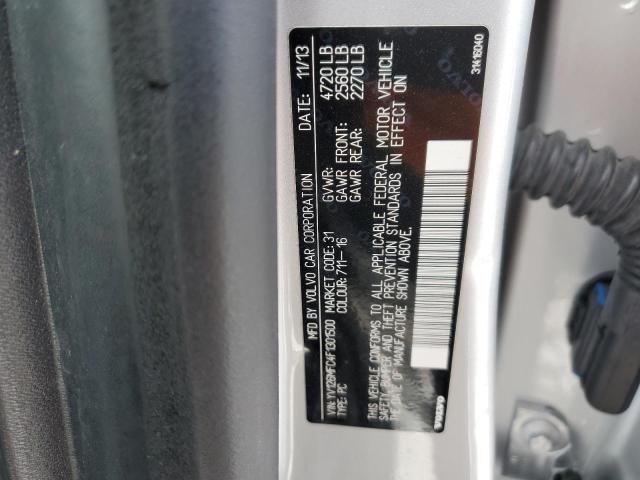 MFD BY VOLVO CAR CORPORATION DATE: 11/13
VIN: YV126MFC4F1301500 MARKET CODE: 31 GVWR: 4720 LB
TYPE: PC COLOUR: 711-16 GAWR FRONT: 2560 LB
GAWR REAR: 2270 LB
THIS VEHICLE CONFORMS TO ALL APPLICABLE FEDERAL MOTOR VEHICLE
SAFETY, BUMPER AND THEFT PREVENTION STANDARDS IN EFFECT ON
THE DATE OF MANUFACTURE SHOWN ABOVE.
VOLVO 31416040